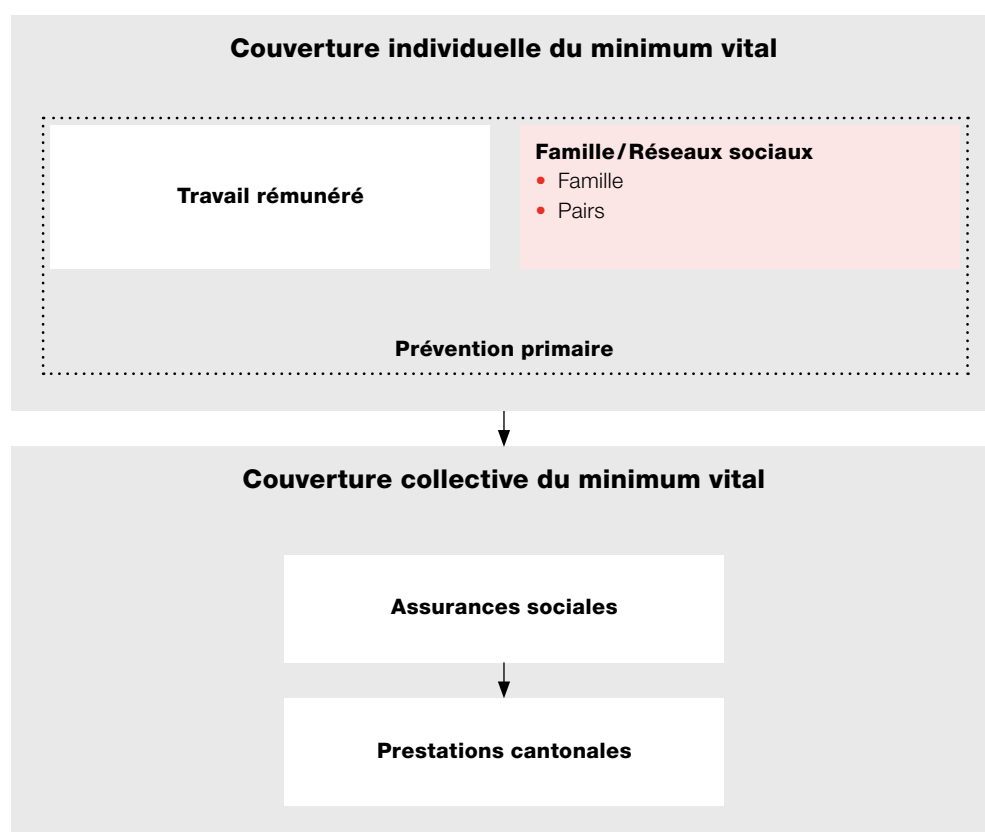 Couverture individuelle du minimum vital
Travail rémunéré
Famille/Réseaux sociaux
• Famille
• Pairs
Prévention primaire
Couverture collective du minimum vital
Assurances sociales
Prestations cantonales